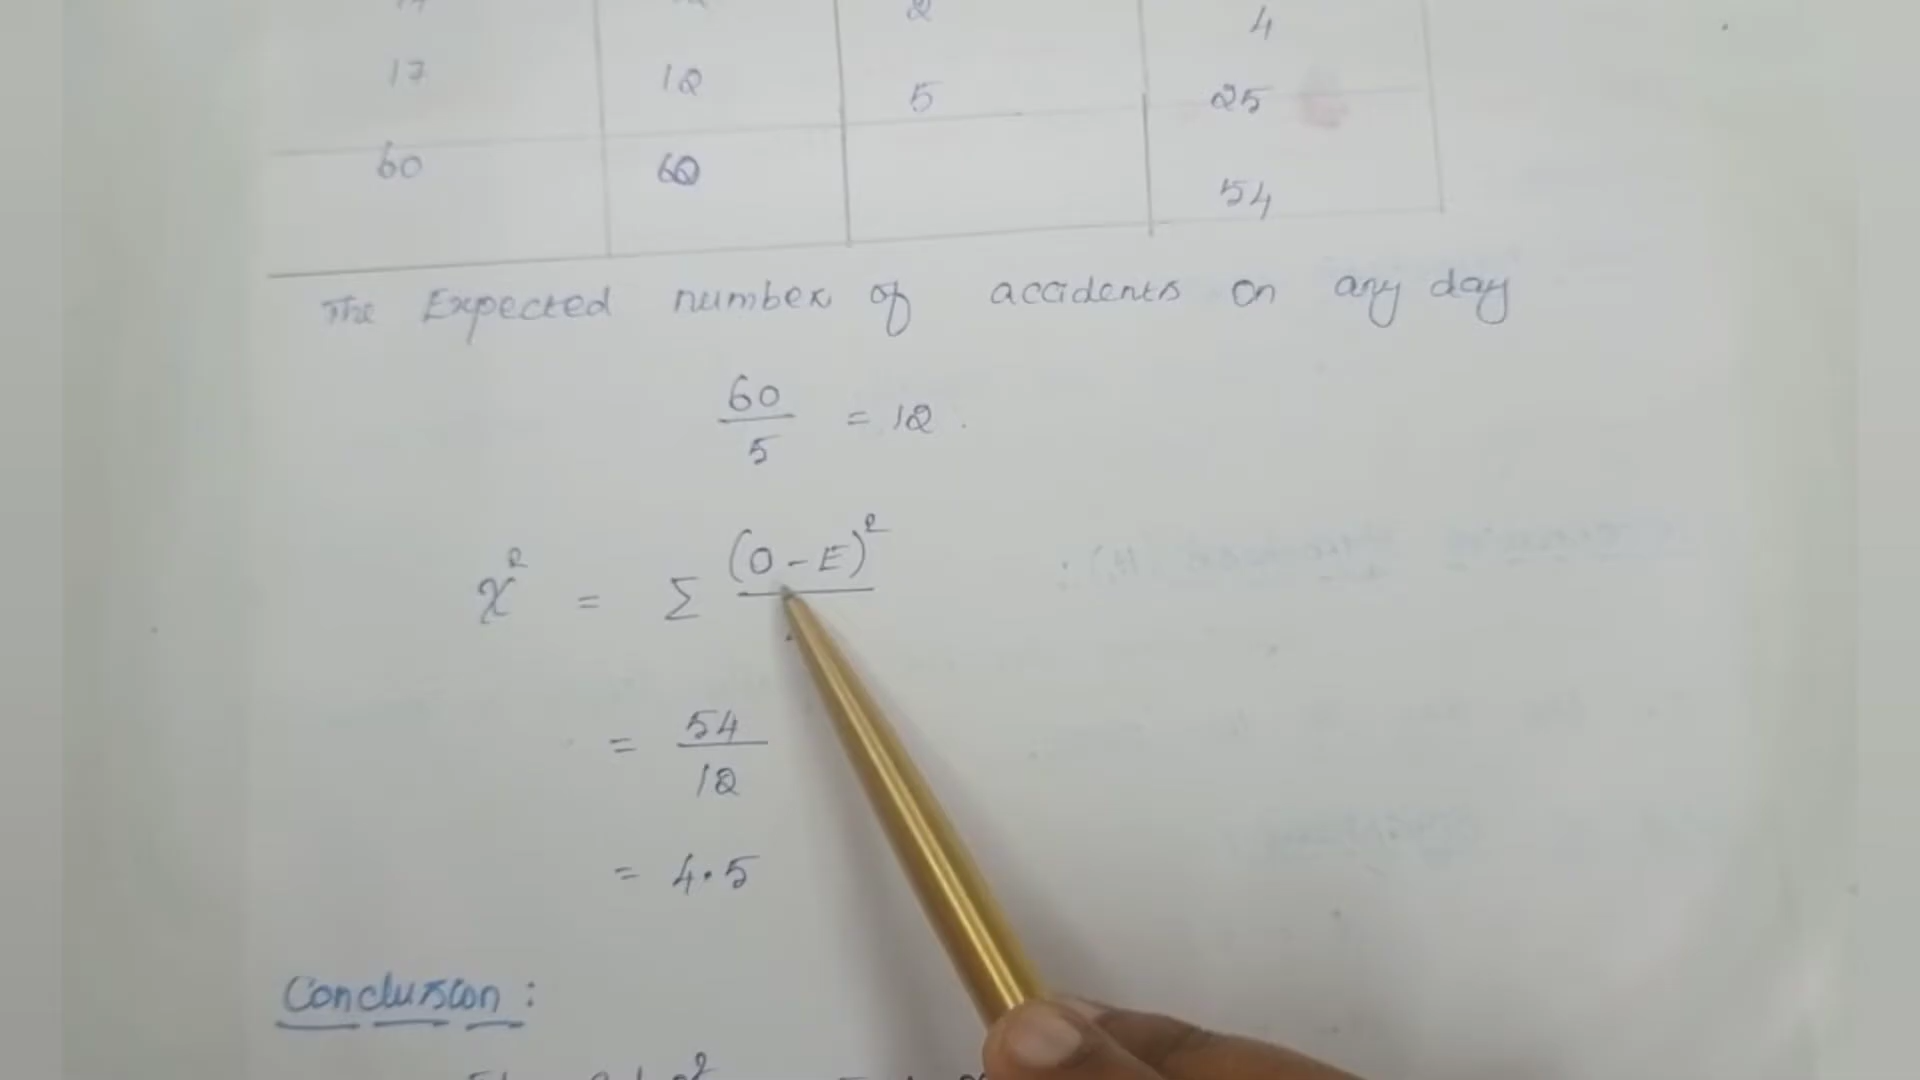 2 4
17 12 5 25
60 60 54
The Expected number of accidents on any day
60/5 = 12.
χ² = Σ (O - E)²
= 54/12
= 4.5
Conclusion: